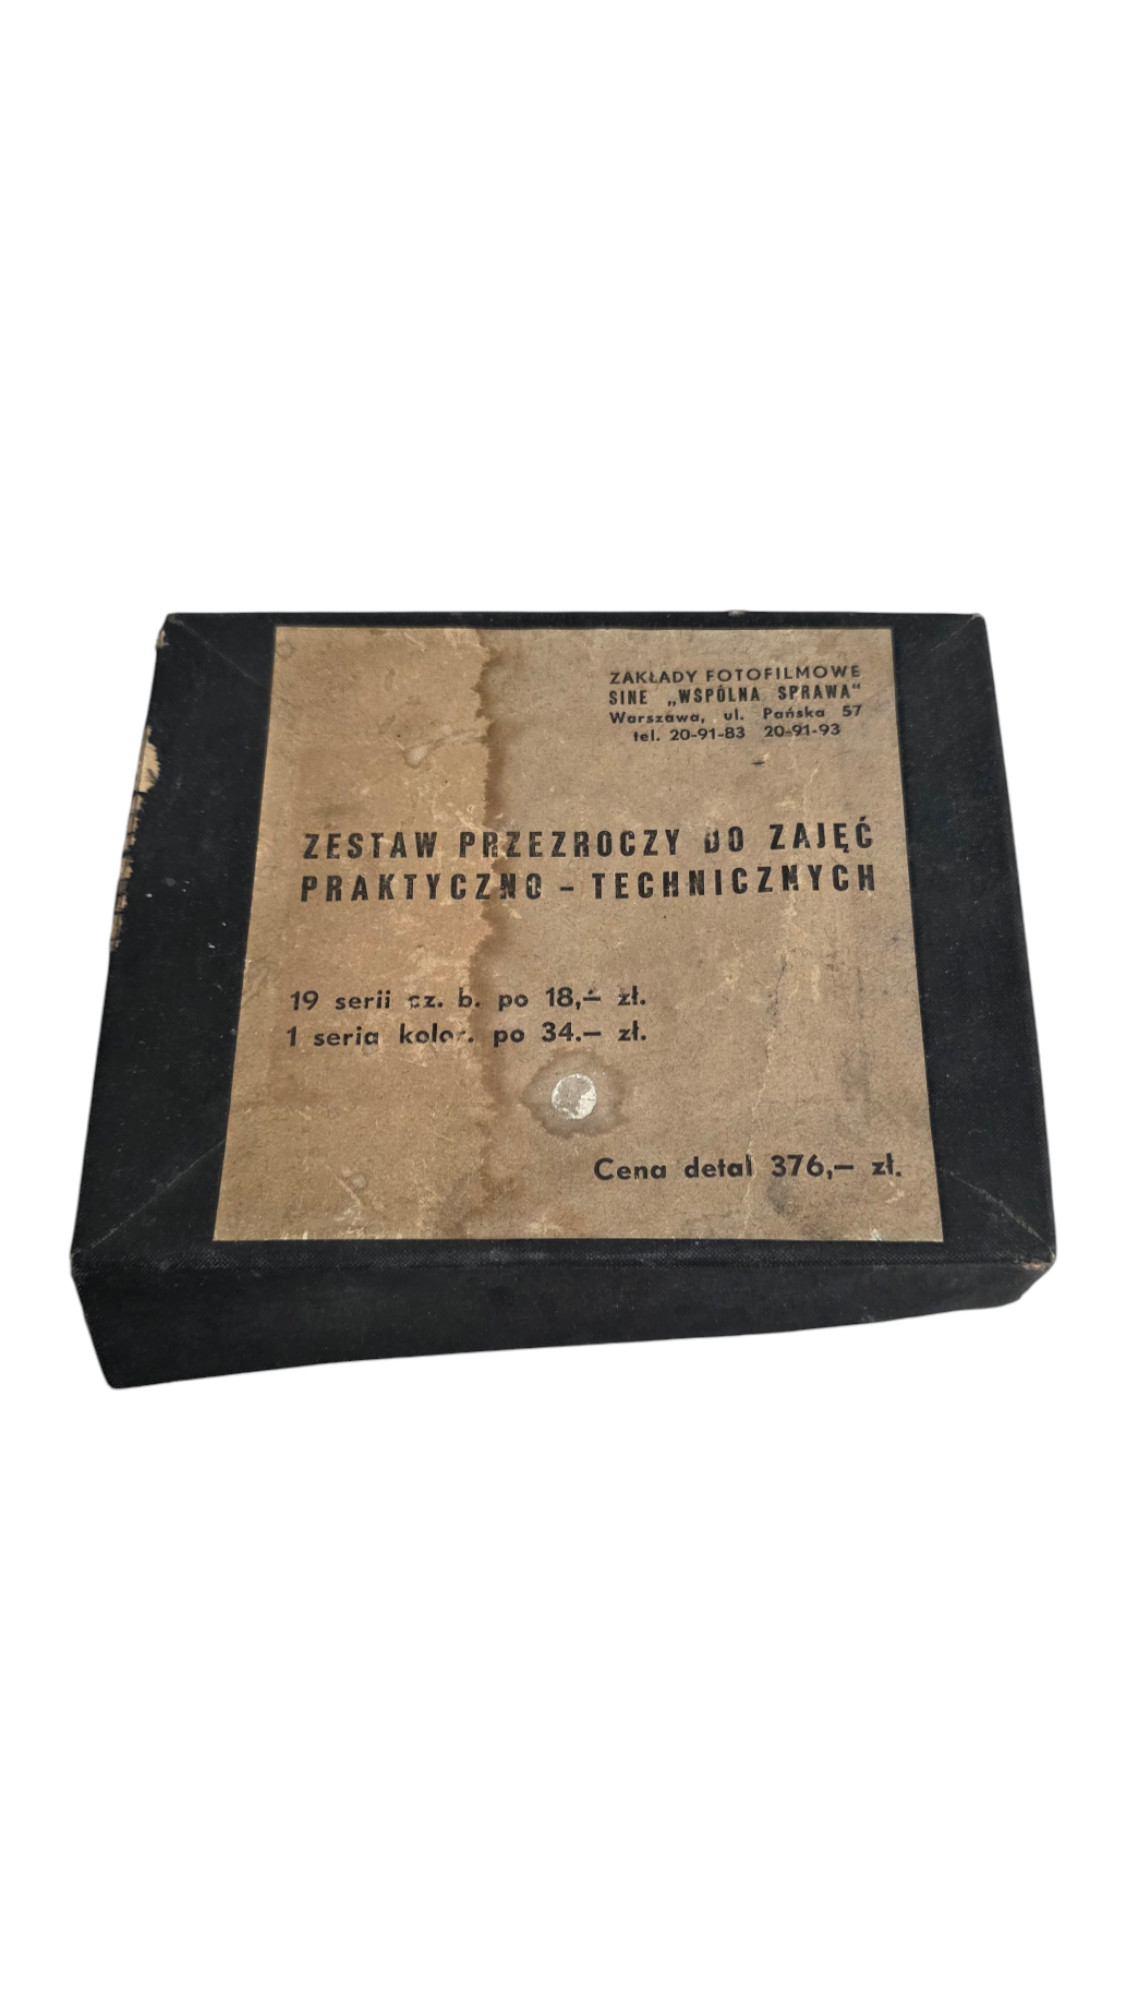 ZAKŁADY FOTOFILMOWE
SINE „WSPÓLNA SPRAWA"
Warszawa, ul. Pańska 57
tel. 20-91-83 20-91-93
ZESTAW PRZEZROCZY DO ZAJĘĆ
PRAKTYCZNO - TECHNICZNYCH
19 serii cz. b. po 18,— zł.
1 seria kolor. po 34.— zł.
Cena detal 376,— zł.